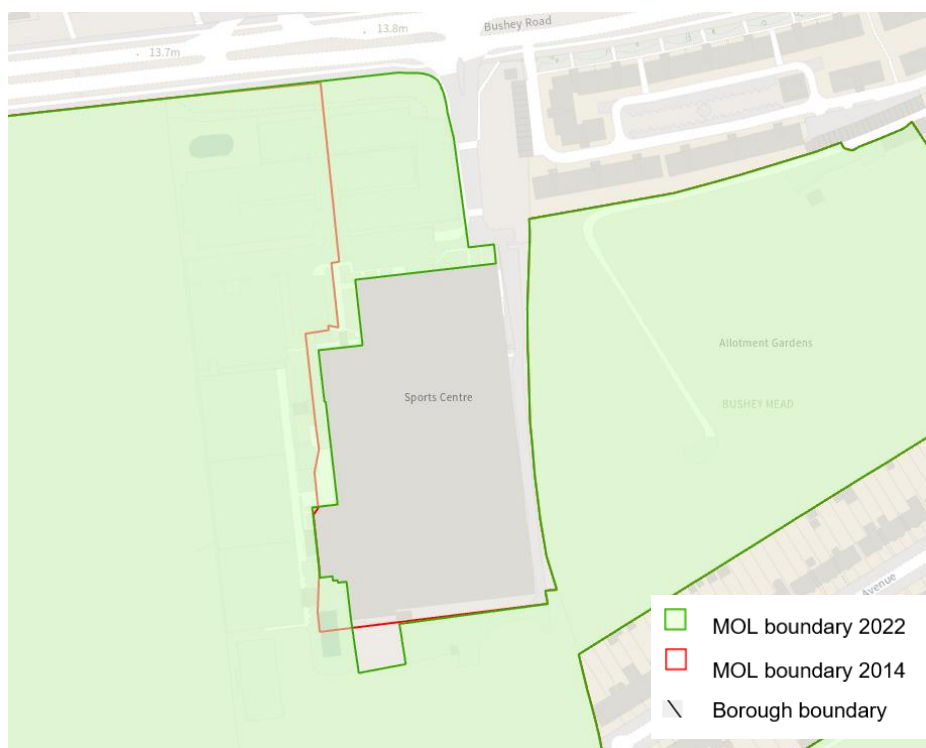 Bushey Road
13.8m
13.7m
Allotment Gardens
Sports Centre
BUSHEY MEAD
Avenue
MOL boundary 2022
MOL boundary 2014
Borough boundary